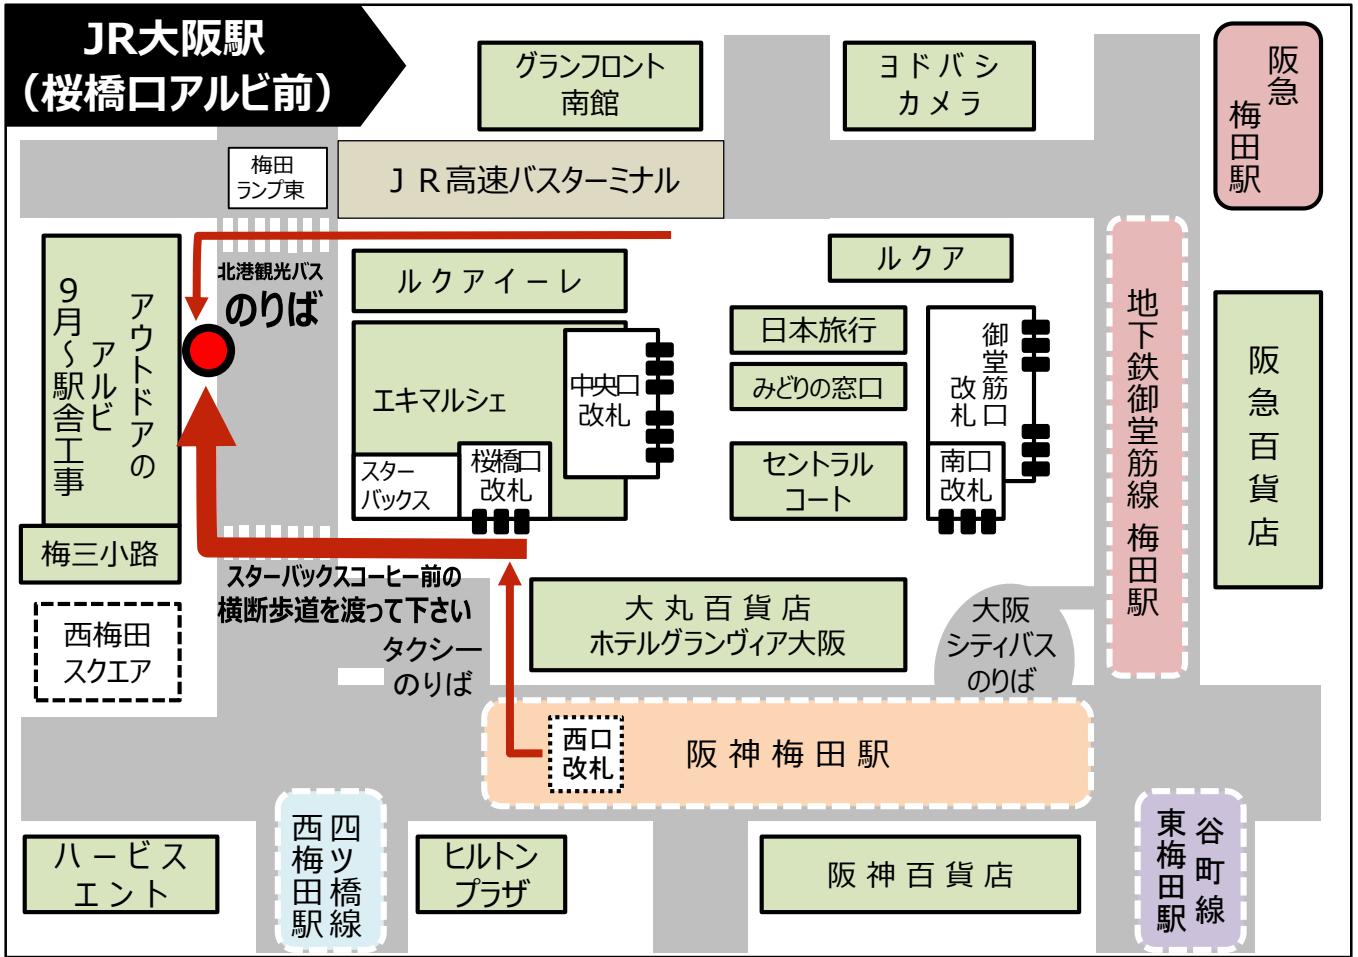 JR大阪駅
（桜橋口アルビ前）
グランフロント
南館
ヨドバシ
カメラ
阪急
梅田駅
梅田
ランプ東
ＪＲ高速バスターミナル
北港観光バス
のりば
アウトドアの
アルビ
９月～駅舎工事
ルクアイーレ
ルクア
エキマルシェ
中央口
改札
スター
バックス
桜橋口
改札
日本旅行
みどりの窓口
セントラル
コート
御堂筋口
改札
南口
改札
地下鉄御堂筋線 梅田駅
阪急百貨店
梅三小路
スターバックスコーヒー前の
横断歩道を渡って下さい
西梅田
スクエア
タクシー
のりば
大丸百貨店
ホテルグランヴィア大阪
大阪
シティバス
のりば
西口
改札
阪神梅田駅
ハービス
エント
四ツ橋線
西梅田駅
ヒルトン
プラザ
阪神百貨店
谷町線
東梅田駅